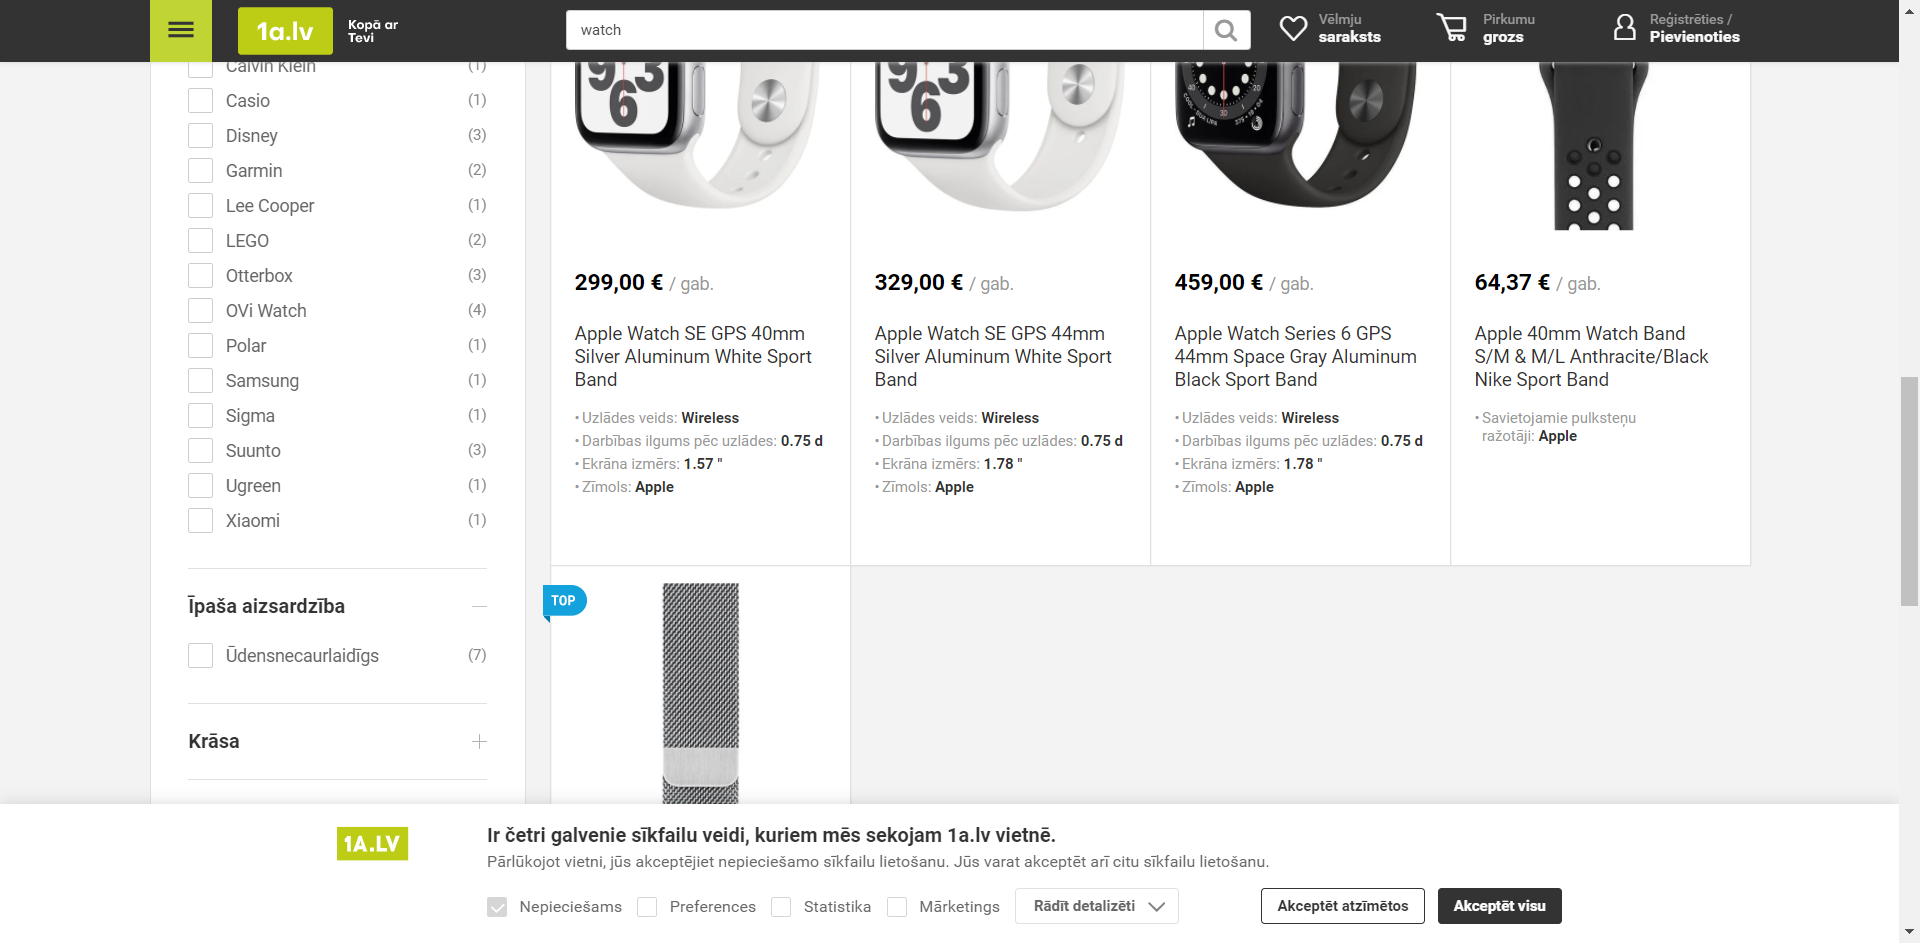 1a.lv
Kopā ar
Tevi
watch
Vēlmju
saraksts
Pirkumu
grozs
Reģistrēties /
Pievienoties
Calvin Klein (1)
Casio (1)
Disney (3)
Garmin (2)
Lee Cooper (1)
LEGO (2)
Otterbox (3)
OVi Watch (4)
Polar (1)
Samsung (1)
Sigma (1)
Suunto (3)
Ugreen (1)
Xiaomi (1)
Īpaša aizsardzība
Ūdensnecaurlaidīgs (7)
Krāsa
299,00 € / gab.
Apple Watch SE GPS 40mm
Silver Aluminum White Sport
Band
• Uzlādes veids: Wireless
• Darbības ilgums pēc uzlādes: 0.75 d
• Ekrāna izmērs: 1.57 "
• Zīmols: Apple
329,00 € / gab.
Apple Watch SE GPS 44mm
Silver Aluminum White Sport
Band
• Uzlādes veids: Wireless
• Darbības ilgums pēc uzlādes: 0.75 d
• Ekrāna izmērs: 1.78 "
• Zīmols: Apple
459,00 € / gab.
Apple Watch Series 6 GPS
44mm Space Gray Aluminum
Black Sport Band
• Uzlādes veids: Wireless
• Darbības ilgums pēc uzlādes: 0.75 d
• Ekrāna izmērs: 1.78 "
• Zīmols: Apple
64,37 € / gab.
Apple 40mm Watch Band
S/M & M/L Anthracite/Black
Nike Sport Band
• Savietojamie pulksteņu
ražotāji: Apple
TOP
1A.LV
Ir četri galvenie sīkfailu veidi, kuriem mēs sekojam 1a.lv vietnē.
Pārlūkojot vietni, jūs akceptējiet nepieciešamo sīkfailu lietošanu. Jūs varat akceptēt arī citu sīkfailu lietošanu.
Nepieciešams Preferences Statistika Mārketings Rādīt detalizēti Akceptēt atzīmētos Akceptēt visu